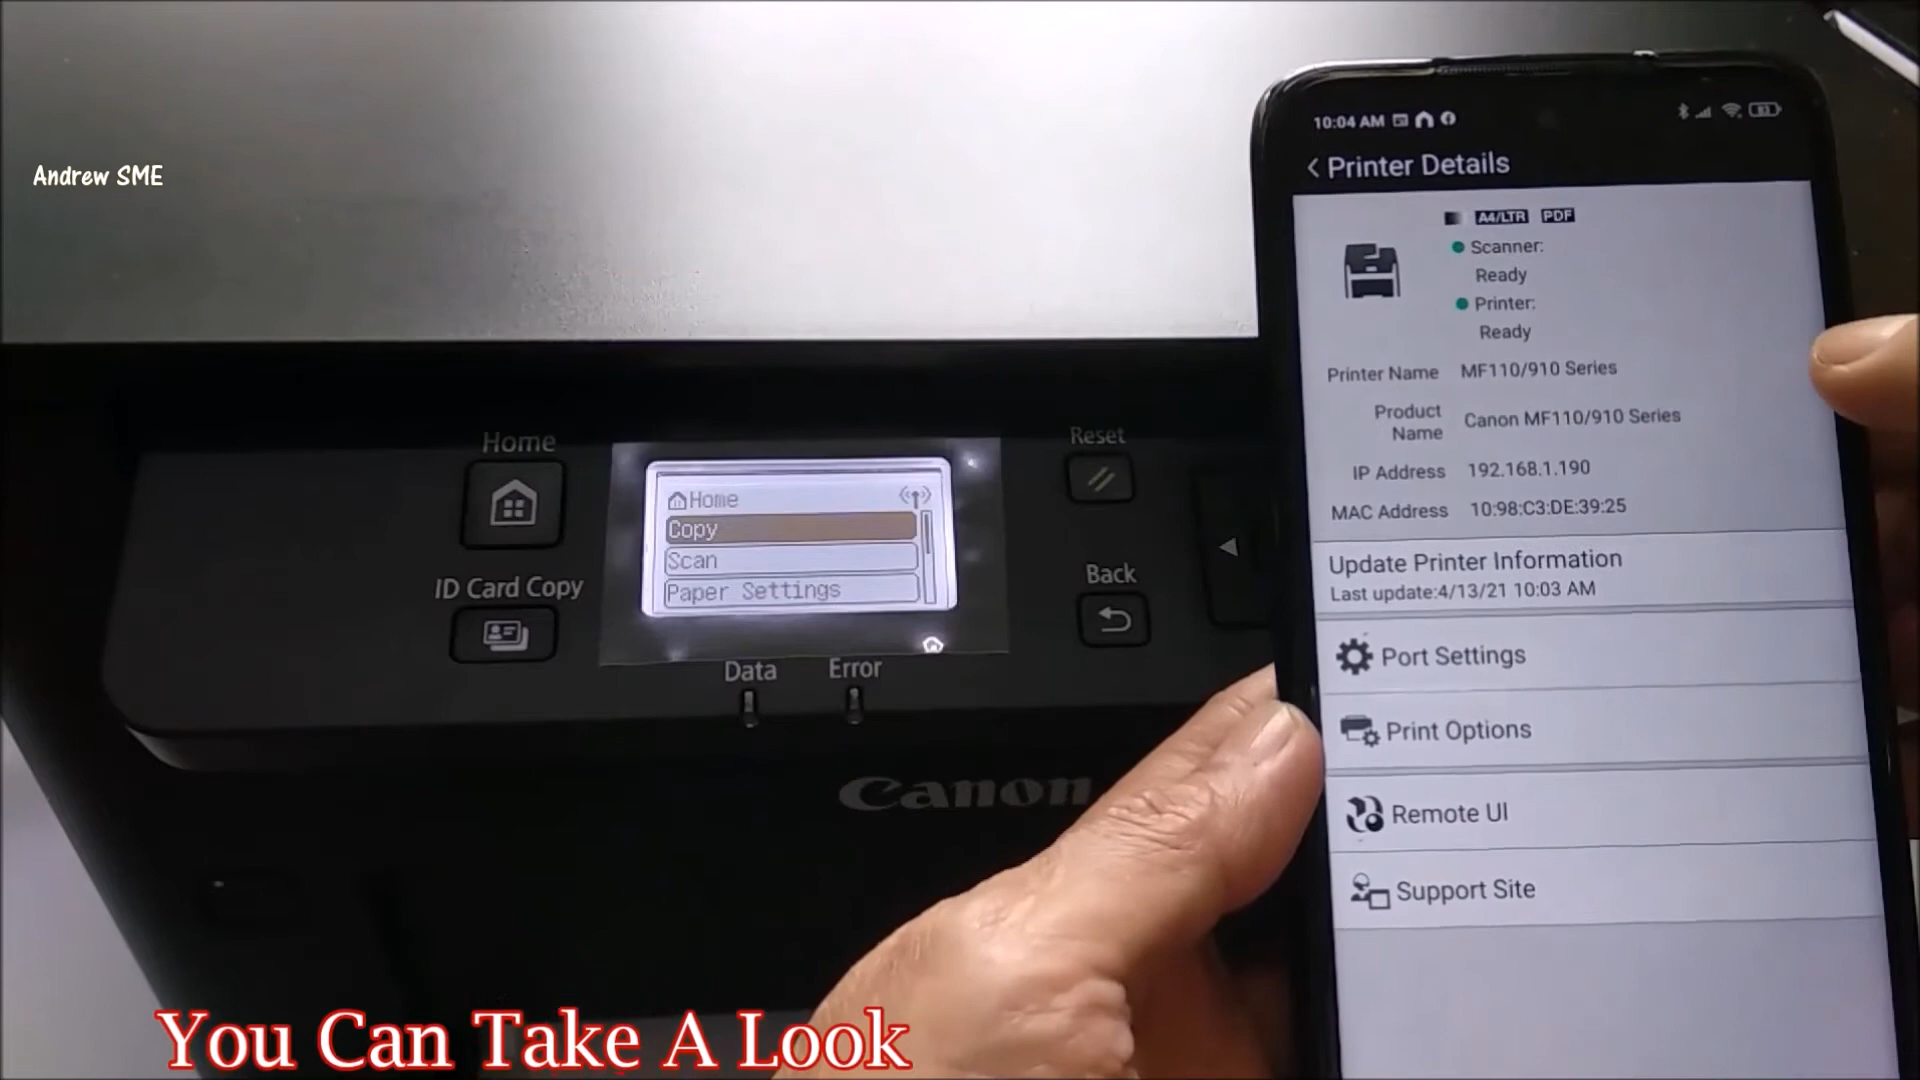 Andrew SME
Home
ID Card Copy
Home
Copy
Scan
Paper Settings
Data
Error
Reset
Back
Canon
10:04 AM
83
Printer Details
A4/LTR PDF
Scanner:
Ready
Printer:
Ready
Printer Name MF110/910 Series
Product
Name Canon MF110/910 Series
IP Address 192.168.1.190
MAC Address 10:98:C3:DE:39:25
Update Printer Information
Last update:4/13/21 10:03 AM
Port Settings
Print Options
Remote UI
Support Site
You Can Take A Look